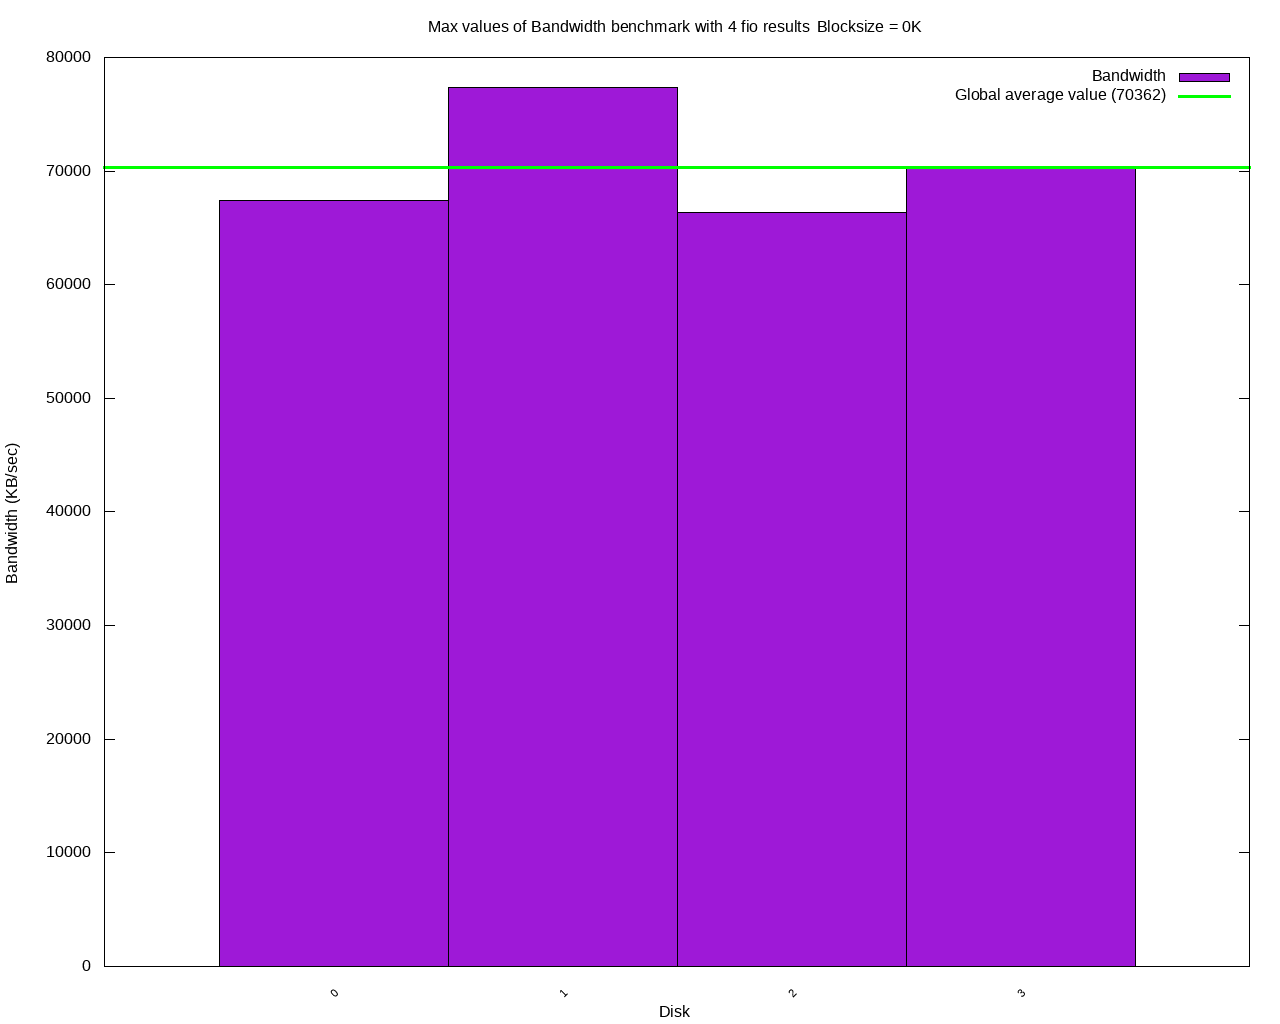 Max values of Bandwidth benchmark with 4 fio results  Blocksize = 0K
80000
70000
60000
50000
40000
30000
20000
10000
0
Bandwidth (KB/sec)
Bandwidth
Global average value (70362)
0
1
2
3
Disk